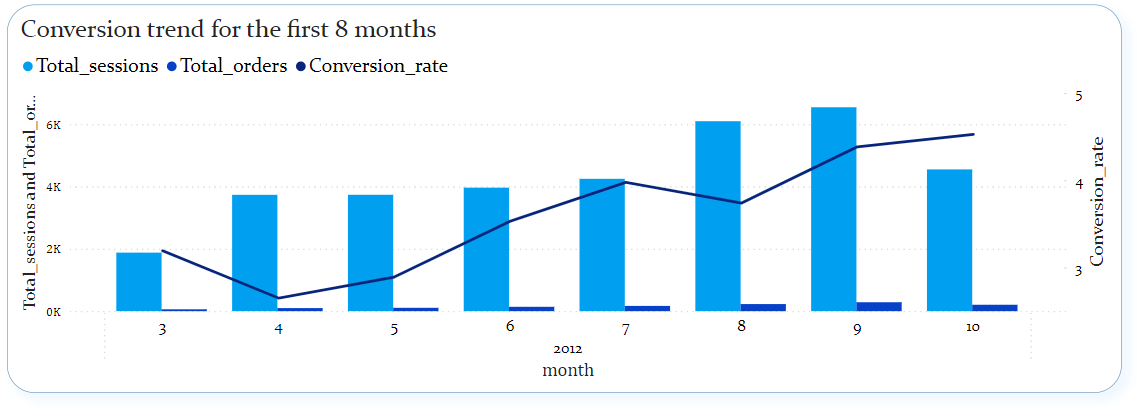 Conversion trend for the first 8 months
Total_sessions Total_orders Conversion_rate
Total_sessions and Total_or...
6K
4K
2K
0K
5
4
3
Conversion_rate
3 4 5 6 7 8 9 10
2012
month